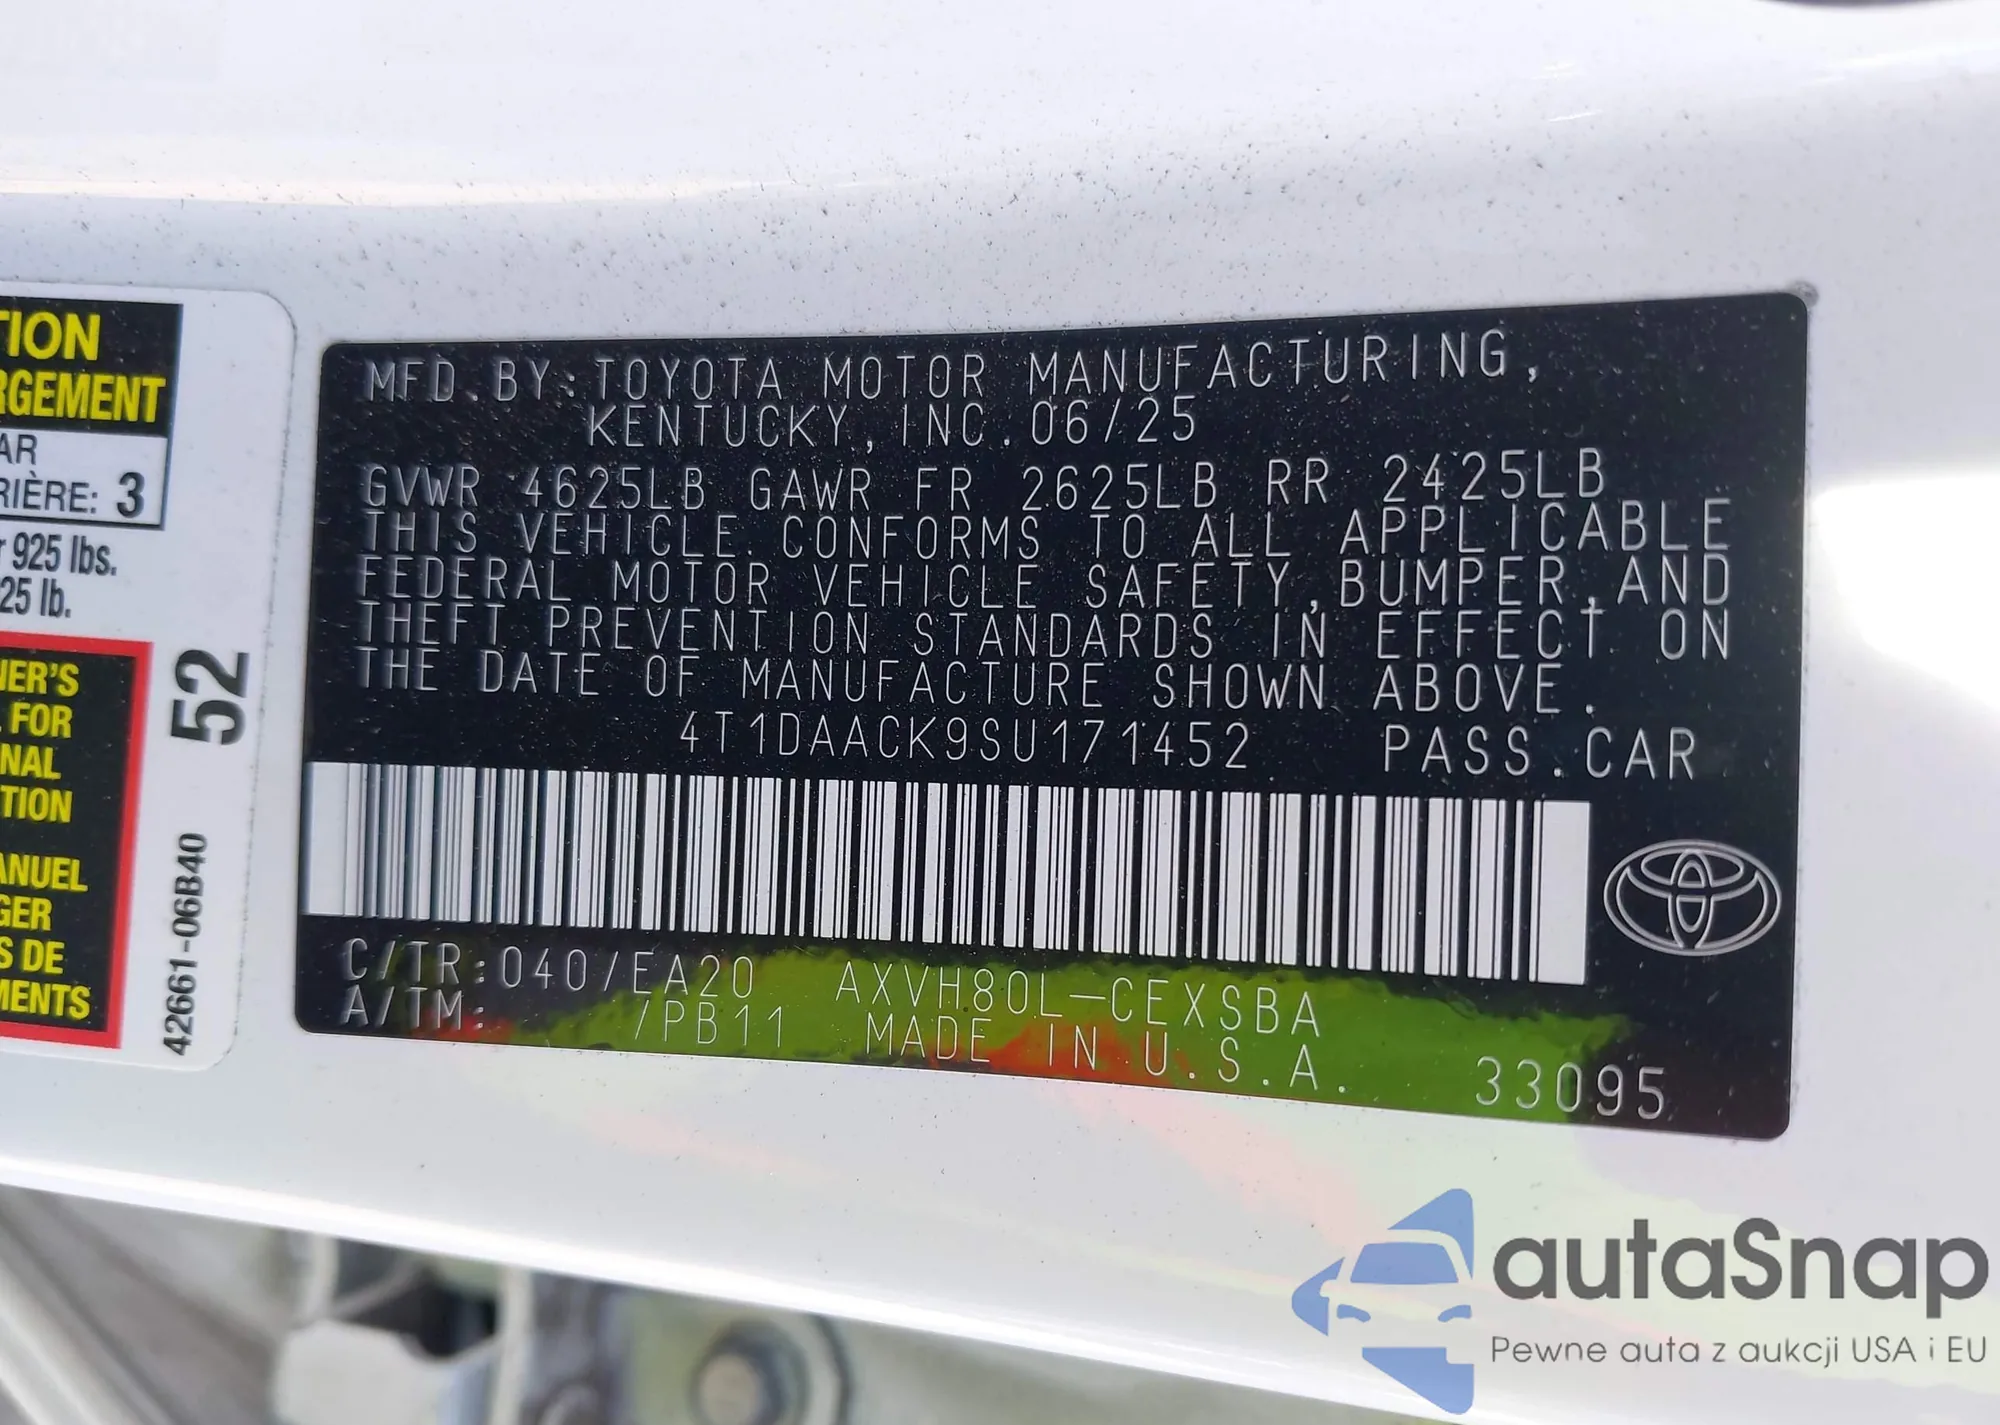 TION
RGEMENT
AR
RIÈRE: 3
925 lbs.
25 lb.
NER'S
FOR
NAL
TION
ANUEL
GER
S DE
MENTS
52
42661-06B40
MFD.BY:TOYOTA MOTOR MANUFACTURING,
KENTUCKY, INC. 06/25
GVWR 4625LB GAWR FR 2625LB RR 2425LB
THIS VEHICLE CONFORMS TO ALL APPLICABLE
FEDERAL MOTOR VEHICLE SAFETY,BUMPER,AND
THEFT PREVENTION STANDARDS IN EFFECT ON
THE DATE OF MANUFACTURE SHOWN ABOVE.
4T1DAACK9SU171452 PASS.CAR
C/TR:040/EA20 AXVH80L-CEXSBA
A/TM: /PB11 MADE IN U.S.A. 33095
autaSnap
Pewne auta z aukcji USA i EU